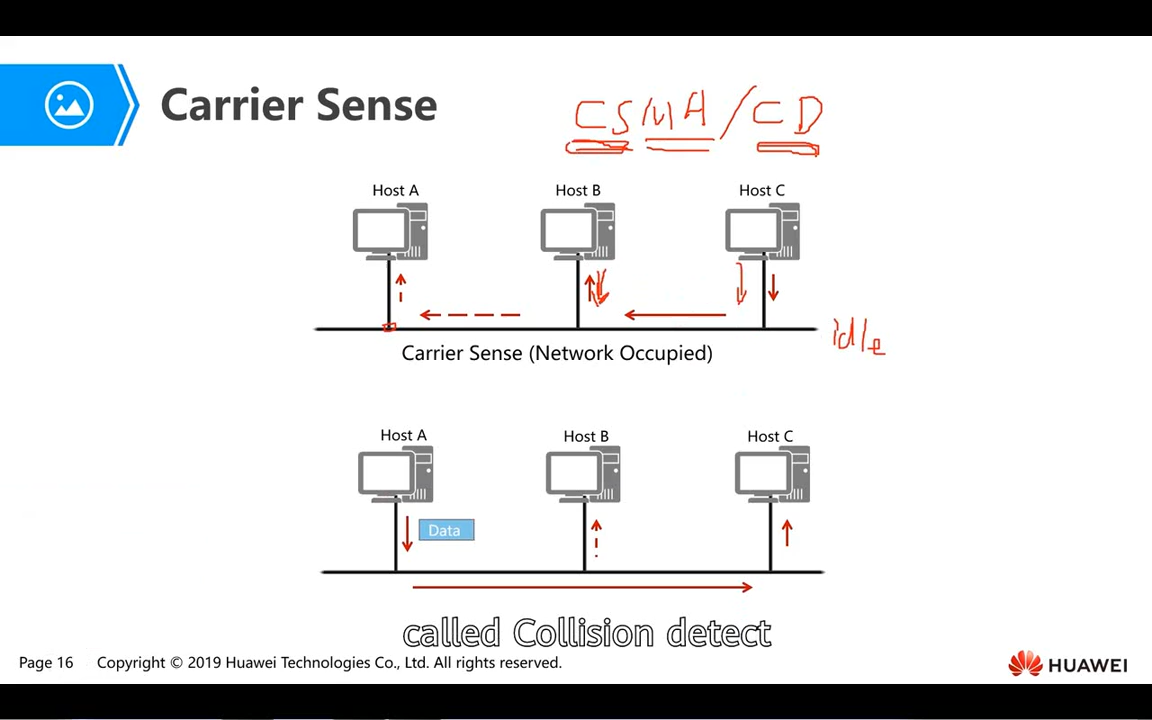 Carrier Sense
CSMA/CD
Host A
Host B
Host C
idle
Carrier Sense (Network Occupied)
Host A
Host B
Host C
Data
called Collision detect
Page 16
Copyright © 2019 Huawei Technologies Co., Ltd. All rights reserved.
HUAWEI